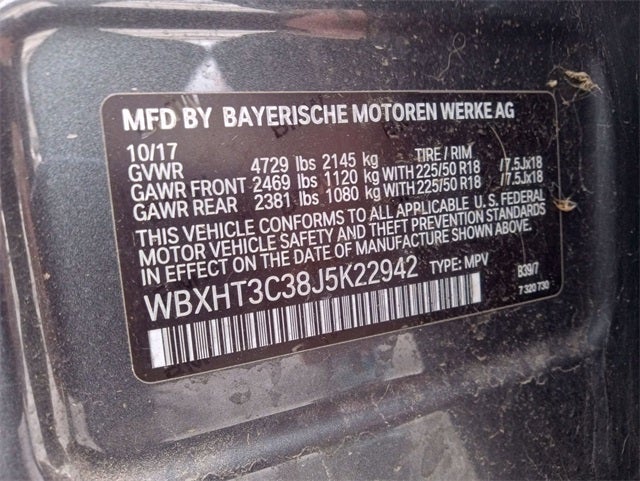 MFD BY BAYERISCHE MOTOREN WERKE AG
10/17
GVWR 4729 lbs 2145 kg TIRE / RIM
GAWR FRONT 2469 lbs 1120 kg WITH 225/50 R18 /7.5Jx18
GAWR REAR 2381 lbs 1080 kg WITH 225/50 R18 /7.5Jx18
THIS VEHICLE CONFORMS TO ALL APPLICABLE U.S. FEDERAL
MOTOR VEHICLE SAFETY AND THEFT PREVENTION STANDARDS
IN EFFECT ON THE DATE OF MANUFACTURE SHOWN ABOVE.
WBXHT3C38J5K22942 TYPE: MPV B39/7
7 320 730